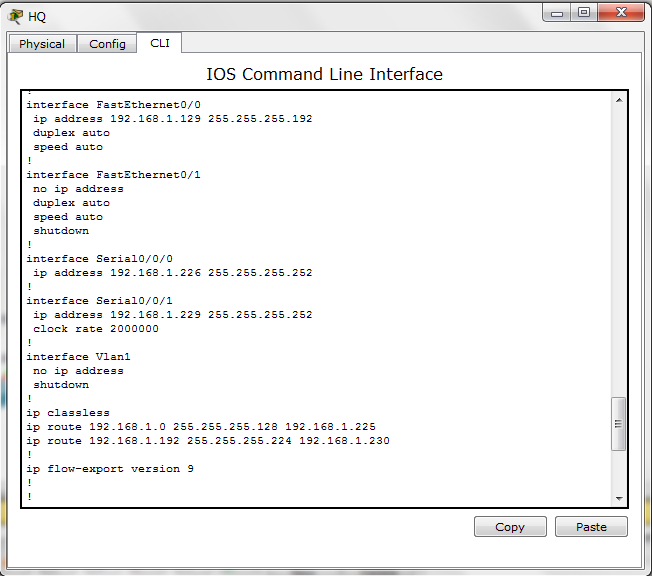 HQ
Physical
Config
CLI
IOS Command Line Interface
!
interface FastEthernet0/0
 ip address 192.168.1.129 255.255.255.192
 duplex auto
 speed auto
!
interface FastEthernet0/1
 no ip address
 duplex auto
 speed auto
 shutdown
!
interface Serial0/0/0
 ip address 192.168.1.226 255.255.255.252
!
interface Serial0/0/1
 ip address 192.168.1.229 255.255.255.252
 clock rate 2000000
!
interface Vlan1
 no ip address
 shutdown
!
ip classless
ip route 192.168.1.0 255.255.255.128 192.168.1.225
ip route 192.168.1.192 255.255.255.224 192.168.1.230
!
ip flow-export version 9
!
!
Copy
Paste